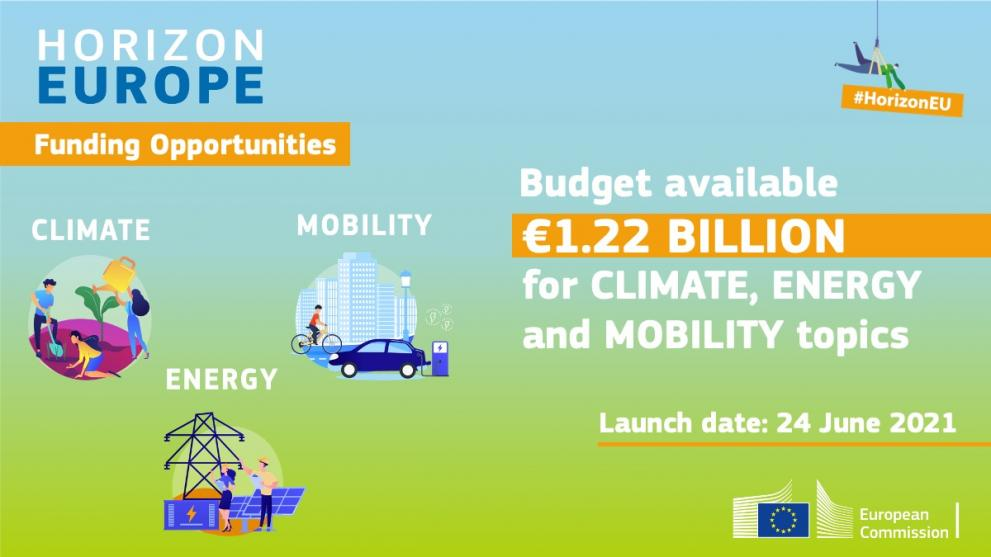 HORIZON
EUROPE
#HorizonEU
Funding Opportunities
CLIMATE
MOBILITY
ENERGY
Budget available
€1.22 BILLION
for CLIMATE, ENERGY
and MOBILITY topics
Launch date: 24 June 2021
European
Commission